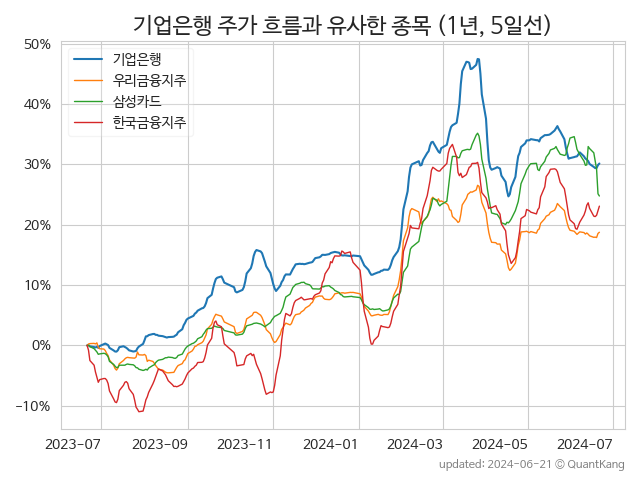 기업은행 주가 흐름과 유사한 종목 (1년, 5일선)
기업은행
우리금융지주
삼성카드
한국금융지주
50%
40%
30%
20%
10%
0%
−10%
2023-07
2023-09
2023-11
2024-01
2024-03
2024-05
2024-07
updated: 2024-06-21 © QuantKang